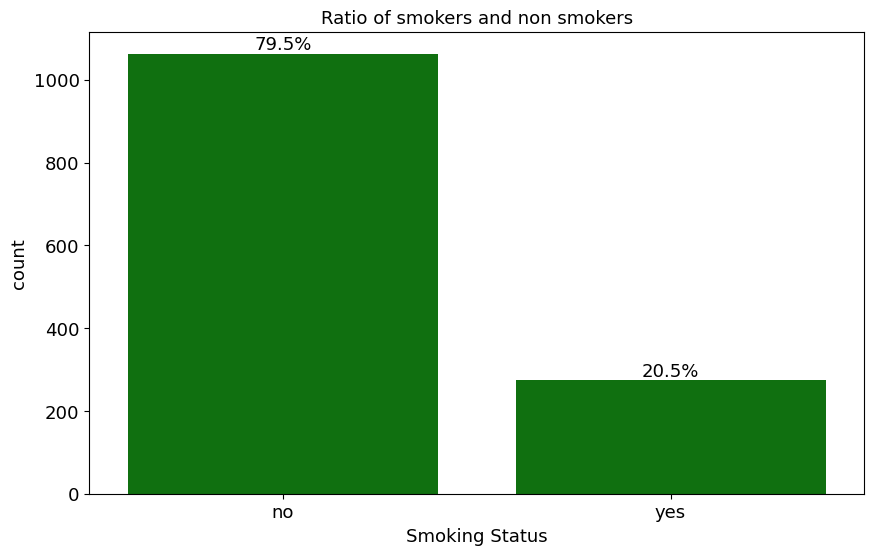 Ratio of smokers and non smokers
79.5%
1000
800
600
count
400
20.5%
200
0
no
yes
Smoking Status